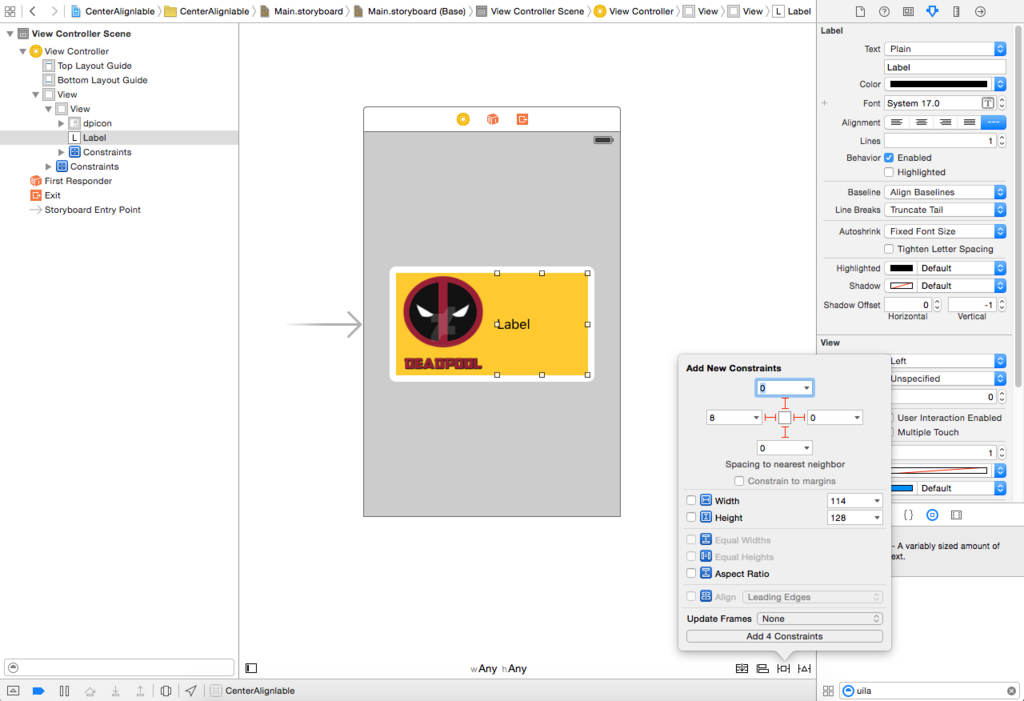 CenterAlignlable
CenterAlignlable
Main.storyboard
Main.storyboard (Base)
View Controller Scene
View Controller
View
View
L Label
View Controller Scene
View Controller
Top Layout Guide
Bottom Layout Guide
View
View
dpicon
L Label
Constraints
Constraints
First Responder
Exit
Storyboard Entry Point
Label
DEADPOOL
wAny hAny
CenterAlignlable
Label
Text Plain
Label
Color
Font System 17.0 T
Alignment
Lines 1
Behavior Enabled
Highlighted
Baseline Align Baselines
Line Breaks Truncate Tail
Autoshrink Fixed Font Size
Tighten Letter Spacing
Highlighted Default
Shadow Default
Shadow Offset 0 -1
Horizontal Vertical
View
Left
Unspecified
0
User Interaction Enabled
Multiple Touch
1
Default
{ }
- A variably sized amount of
ext.
uila
Add New Constraints
0
8 0
0
Spacing to nearest neighbor
Constrain to margins
Width 114
Height 128
Equal Widths
Equal Heights
Aspect Ratio
Align Leading Edges
Update Frames None
Add 4 Constraints